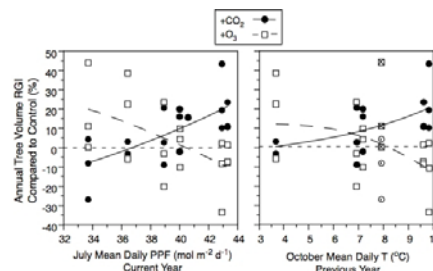 +CO₂
+O₃
Annual Tree Volume RGI
Compared to Control (%)
50
40
30
20
10
0
-10
-20
-30
-40
32 34 36 38 40 42 44
July Mean Daily PPF (mol m⁻² d⁻¹)
Current Year
3 4 5 6 7 8 9 10
October Mean Daily T (°C)
Previous Year